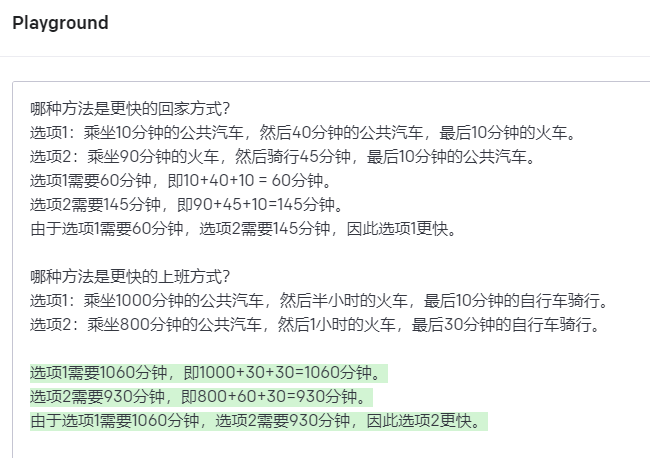 Playground
哪种方法是更快的回家方式？
选项1：乘坐10分钟的公共汽车，然后40分钟的公共汽车，最后10分钟的火车。
选项2：乘坐90分钟的火车，然后骑行45分钟，最后10分钟的公共汽车。
选项1需要60分钟，即10+40+10 = 60分钟。
选项2需要145分钟，即90+45+10=145分钟。
由于选项1需要60分钟，选项2需要145分钟，因此选项1更快。
哪种方法是更快的上班方式？
选项1：乘坐1000分钟的公共汽车，然后半小时的火车，最后10分钟的自行车骑行。
选项2：乘坐800分钟的公共汽车，然后1小时的火车，最后30分钟的自行车骑行。
选项1需要1060分钟，即1000+30+30=1060分钟。
选项2需要930分钟，即800+60+30=930分钟。
由于选项1需要1060分钟，选项2需要930分钟，因此选项2更快。